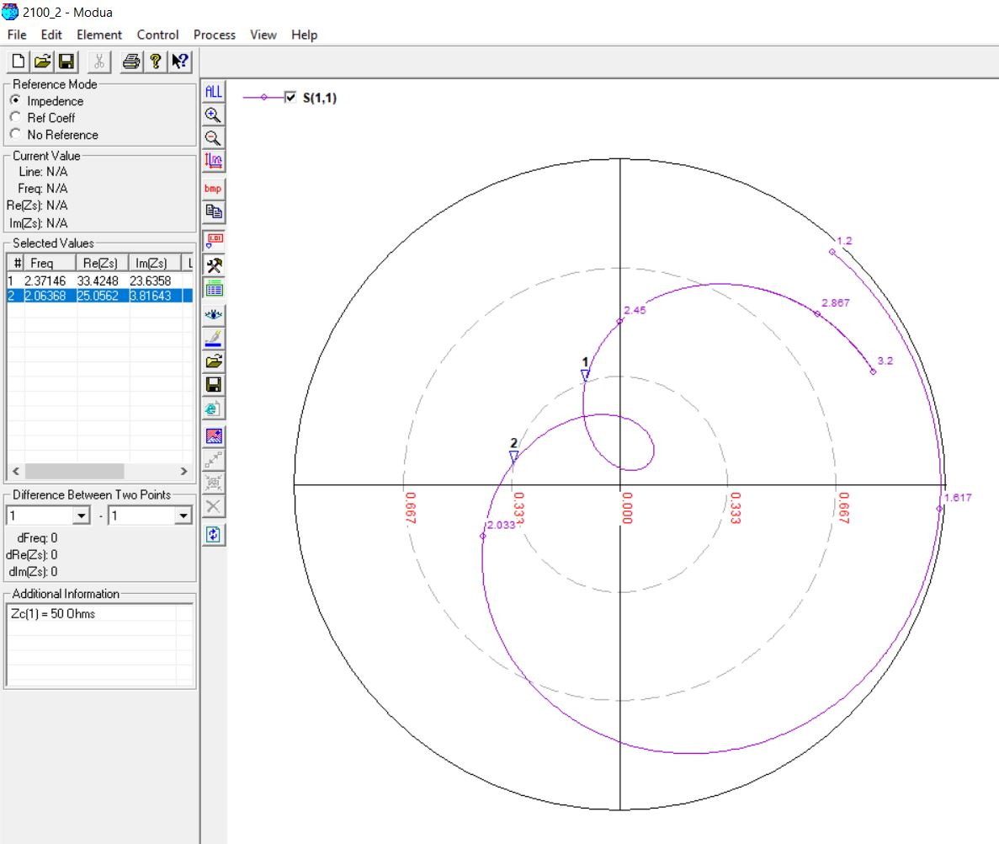 2100_2 - Modua
File Edit Element Control Process View Help
Reference Mode
Impedence
Ref Coeff
No Reference
Current Value
Line: N/A
Freq: N/A
Re(Zs): N/A
Im(Zs): N/A
Selected Values
# Freq Re(Zs) Im(Zs) L
1 2.37146 33.4248 23.6358
2 2.06368 25.0562 3.81643
Difference Between Two Points
1 - 1
dFreq: 0
dRe(Zs): 0
dIm(Zs): 0
Additional Information
Zc(1) = 50 Ohms
ALL
bmp
1.01
S(1,1)
1.2
2.867
2.45
3.2
1
2
1.617
0.667
0.333
0.000
0.333
0.667
2.033